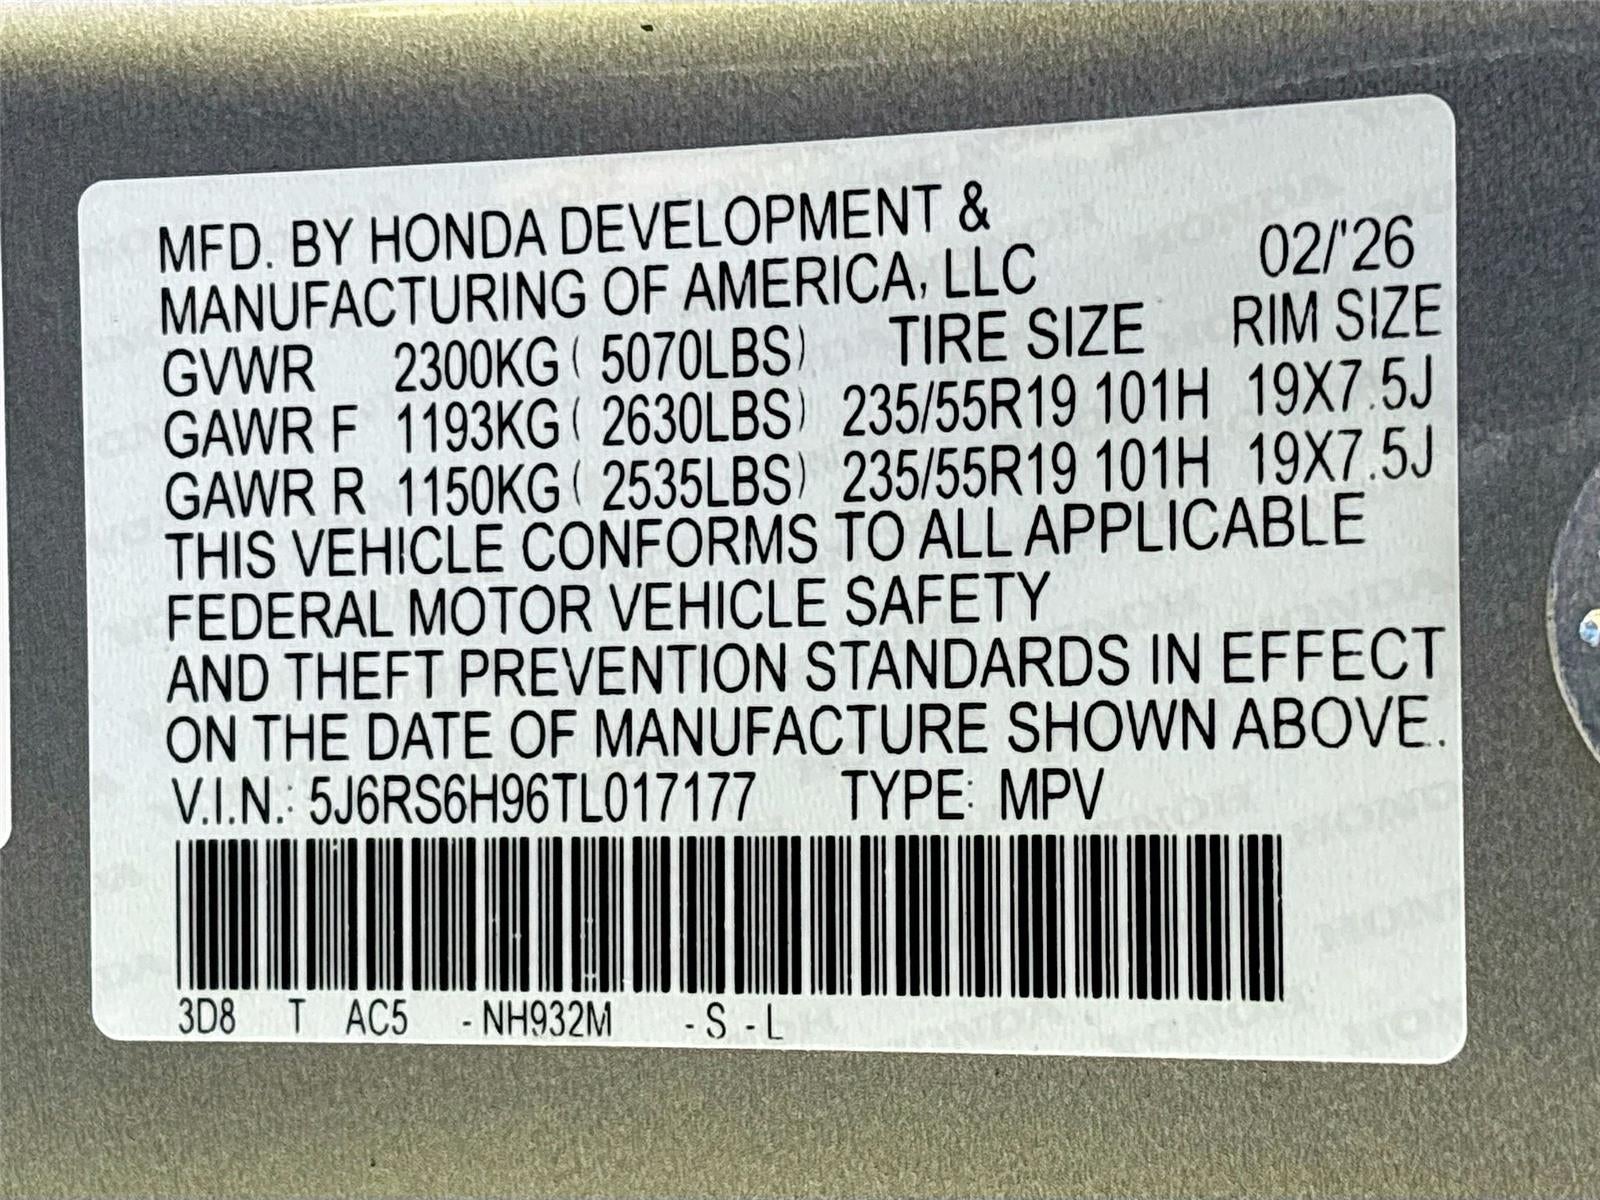 MFD. BY HONDA DEVELOPMENT &
MANUFACTURING OF AMERICA, LLC 02/'26
GVWR 2300KG ( 5070LBS) TIRE SIZE RIM SIZE
GAWR F 1193KG ( 2630LBS) 235/55R19 101H 19X7.5J
GAWR R 1150KG ( 2535LBS) 235/55R19 101H 19X7.5J
THIS VEHICLE CONFORMS TO ALL APPLICABLE
FEDERAL MOTOR VEHICLE SAFETY
AND THEFT PREVENTION STANDARDS IN EFFECT
ON THE DATE OF MANUFACTURE SHOWN ABOVE.
V.I.N.: 5J6RS6H96TL017177 TYPE: MPV
3D8 T AC5 - NH932M - S - L